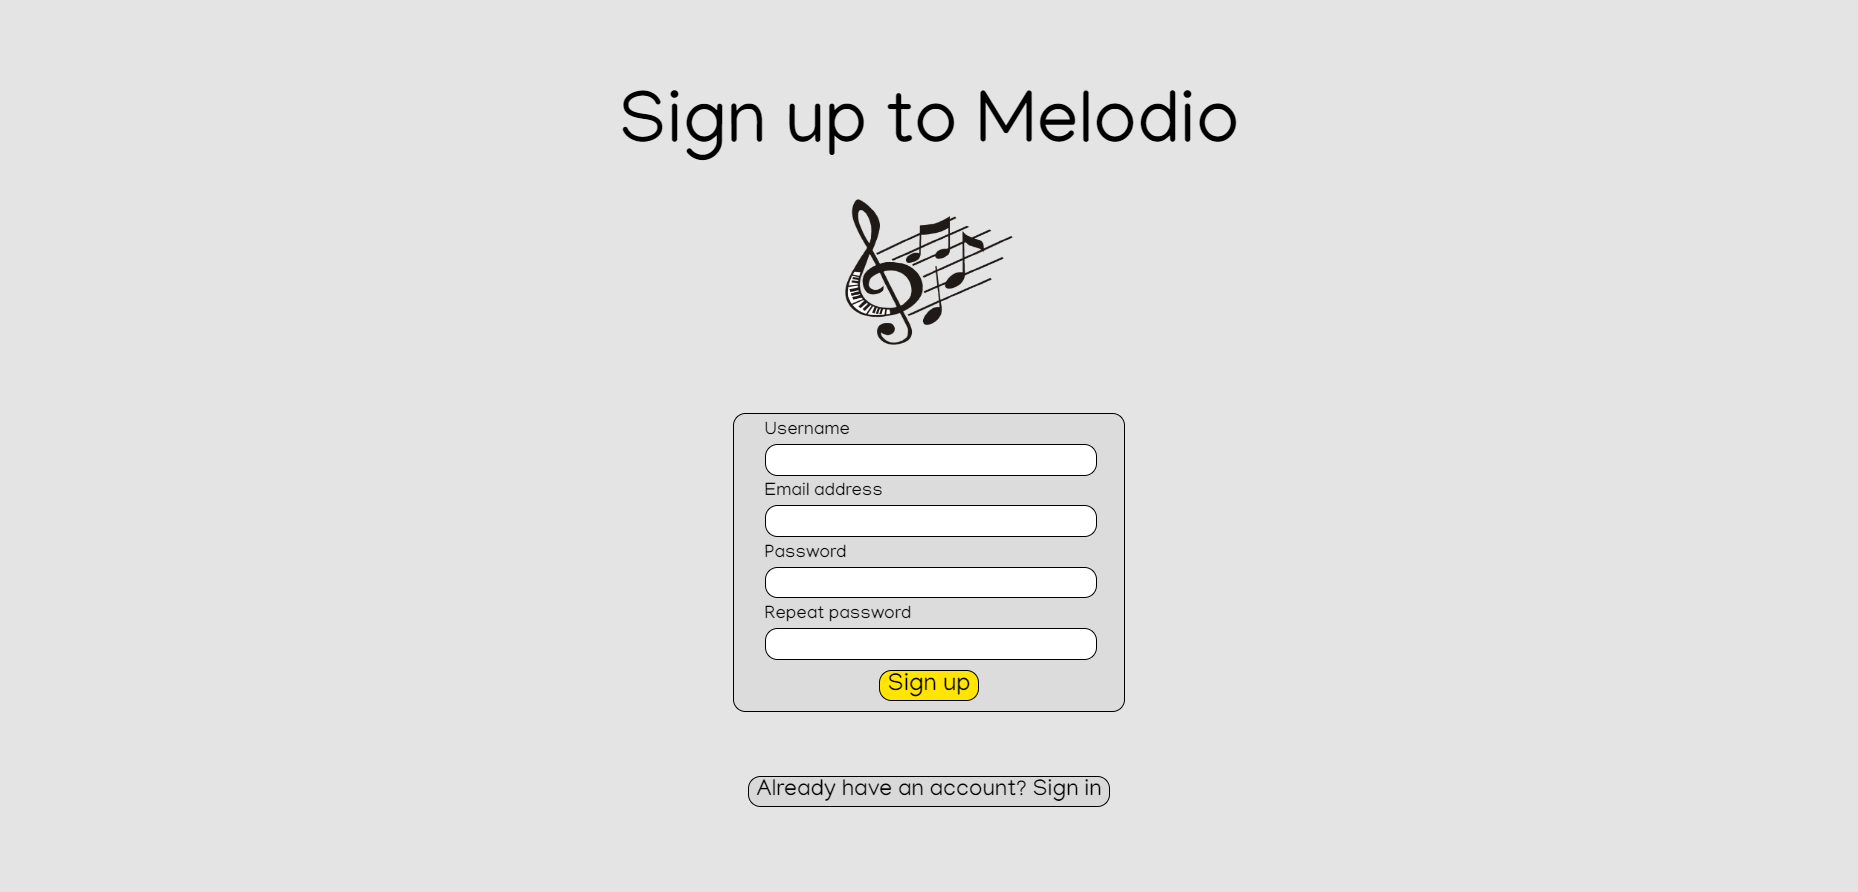 Sign up to Melodio
Username
Email address
Password
Repeat password
Sign up
Already have an account? Sign in